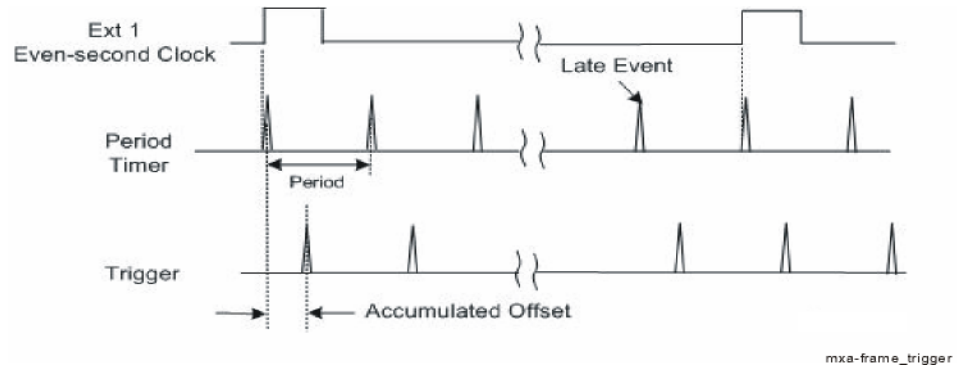 Ext 1
Even-second Clock
Late Event
Period
Timer
Period
Trigger
Accumulated Offset
mxa-frame_trigger